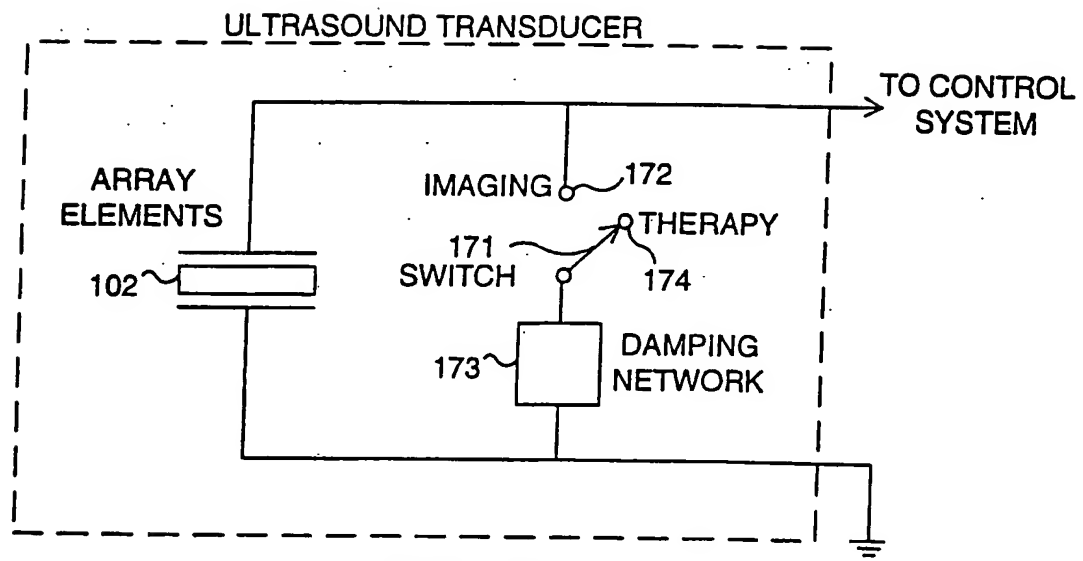 ULTRASOUND TRANSDUCER
TO CONTROL
SYSTEM
ARRAY
ELEMENTS
102
IMAGING
172
THERAPY
171
SWITCH
174
173
DAMPING
NETWORK